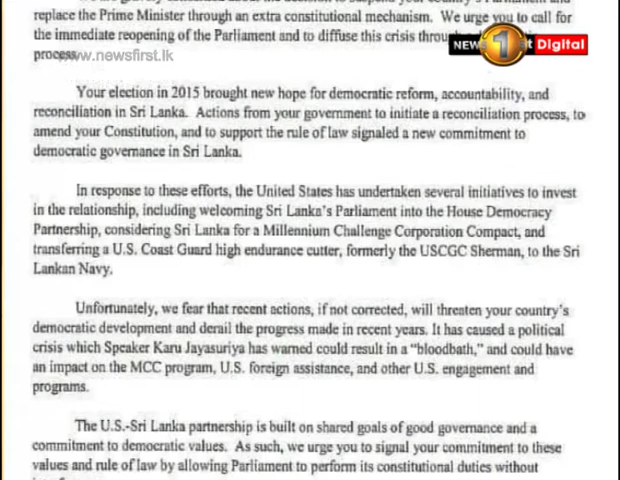 replace the Prime Minister through an extra constitutional mechanism. We urge you to call for
the immediate reopening of the Parliament and to diffuse this crisis
process.
www.newsfirst.lk
NEWS 1st Digital
Your election in 2015 brought new hope for democratic reform, accountability, and
reconciliation in Sri Lanka. Actions from your government to initiate a reconciliation process, to
amend your Constitution, and to support the rule of law signaled a new commitment to
democratic governance in Sri Lanka.
In response to these efforts, the United States has undertaken several initiatives to invest
in the relationship, including welcoming Sri Lanka's Parliament into the House Democracy
Partnership, considering Sri Lanka for a Millennium Challenge Corporation Compact, and
transferring a U.S. Coast Guard high endurance cutter, formerly the USCGC Sherman, to the Sri
Lankan Navy.
Unfortunately, we fear that recent actions, if not corrected, will threaten your country's
democratic development and derail the progress made in recent years. It has caused a political
crisis which Speaker Karu Jayasuriya has warned could result in a "bloodbath," and could have
an impact on the MCC program, U.S. foreign assistance, and other U.S. engagement and
programs.
The U.S.-Sri Lanka partnership is built on shared goals of good governance and a
commitment to democratic values. As such, we urge you to signal your commitment to these
values and rule of law by allowing Parliament to perform its constitutional duties without